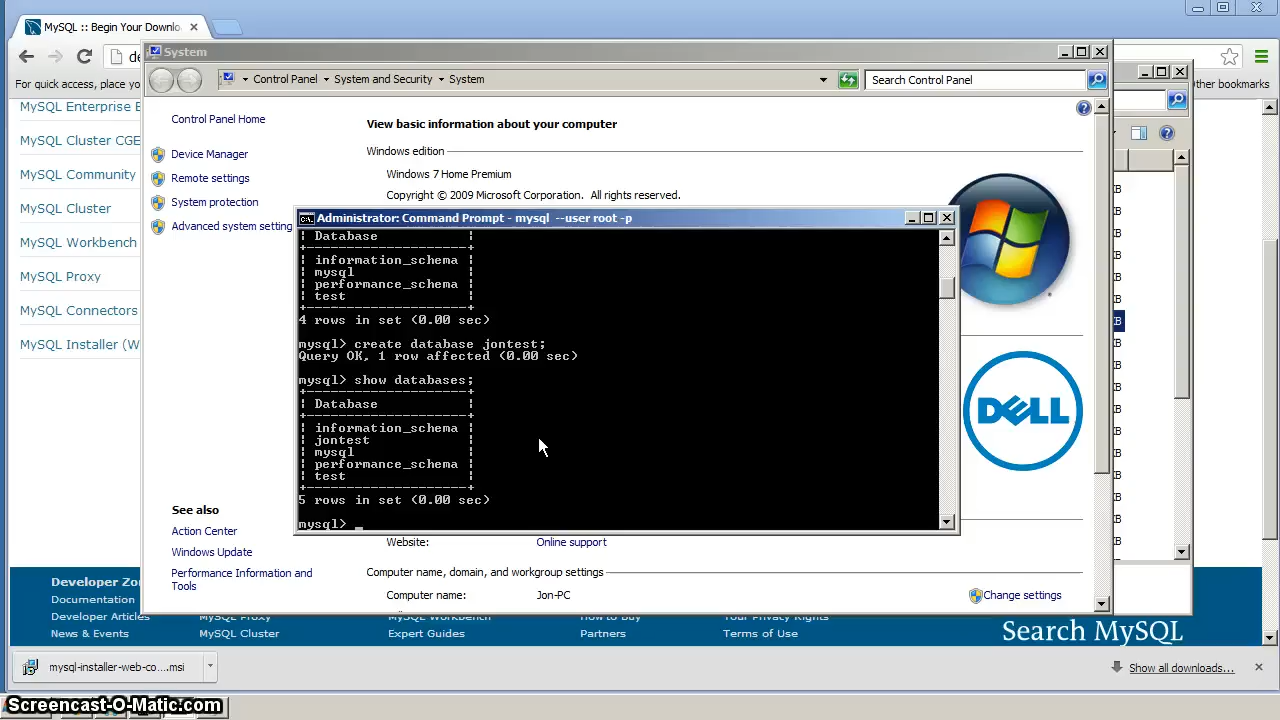 MySQL :: Begin Your Downlo
System
Control Panel
System and Security
System
Search Control Panel
For quick access, place yo
ther bookmarks
MySQL Enterprise E
MySQL Cluster CGE
MySQL Community
MySQL Cluster
MySQL Workbench
MySQL Proxy
MySQL Connectors
MySQL Installer (W
Control Panel Home
Device Manager
Remote settings
System protection
Advanced system setting
View basic information about your computer
Windows edition
Windows 7 Home Premium
Copyright © 2009 Microsoft Corporation. All rights reserved.
Administrator: Command Prompt - mysql --user root -p
| Database |
+--------------------+
| information_schema |
| mysql |
| performance_schema |
| test |
+--------------------+
4 rows in set (0.00 sec)
mysql> create database jontest;
Query OK, 1 row affected (0.00 sec)
mysql> show databases;
+--------------------+
| Database |
+--------------------+
| information_schema |
| jontest |
| mysql |
| performance_schema |
| test |
+--------------------+
5 rows in set (0.00 sec)
mysql> _
DELL
See also
Action Center
Windows Update
Performance Information and
Tools
Website: Online support
Computer name, domain, and workgroup settings
Computer name: Jon-PC
Change settings
Developer Zo
Documentation
Developer Articles
News & Events
MySQL Proxy
MySQL Cluster
MySQL Workbench
Expert Guides
How to Buy
Partners
Your Privacy Rights
Terms of Use
Search MySQL
mysql-installer-web-co....msi
Show all downloads...
Screencast-O-Matic.com